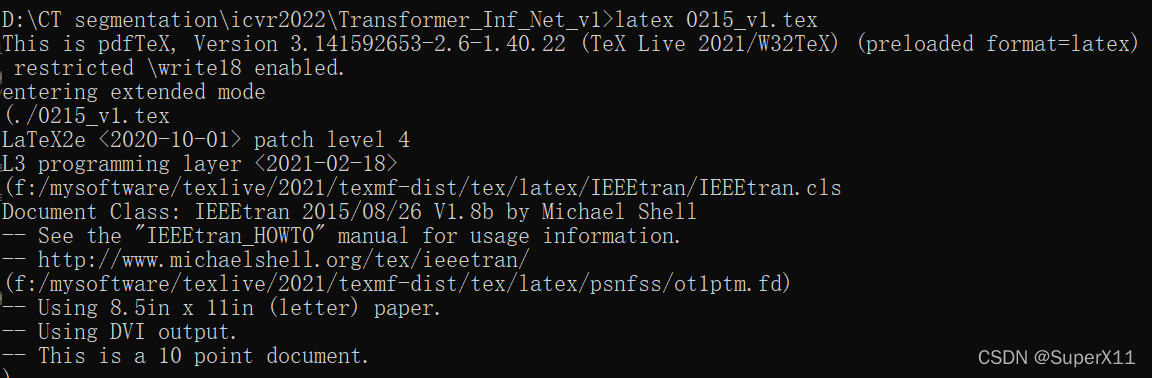 D:\CT segmentation\icvr2022\Transformer_Inf_Net_v1>latex 0215_v1.tex
This is pdfTeX, Version 3.141592653-2.6-1.40.22 (TeX Live 2021/W32TeX) (preloaded format=latex)
 restricted \write18 enabled.
entering extended mode
(./0215_v1.tex
LaTeX2e <2020-10-01> patch level 4
L3 programming layer <2021-02-18>
(f:/mysoftware/texlive/2021/texmf-dist/tex/latex/IEEEtran/IEEEtran.cls
Document Class: IEEEtran 2015/08/26 V1.8b by Michael Shell
-- See the "IEEEtran_HOWTO" manual for usage information.
-- http://www.michaelshell.org/tex/ieeetran/
(f:/mysoftware/texlive/2021/texmf-dist/tex/latex/psnfss/ot1ptm.fd)
-- Using 8.5in x 11in (letter) paper.
-- Using DVI output.
-- This is a 10 point document.
)
CSDN @SuperX11